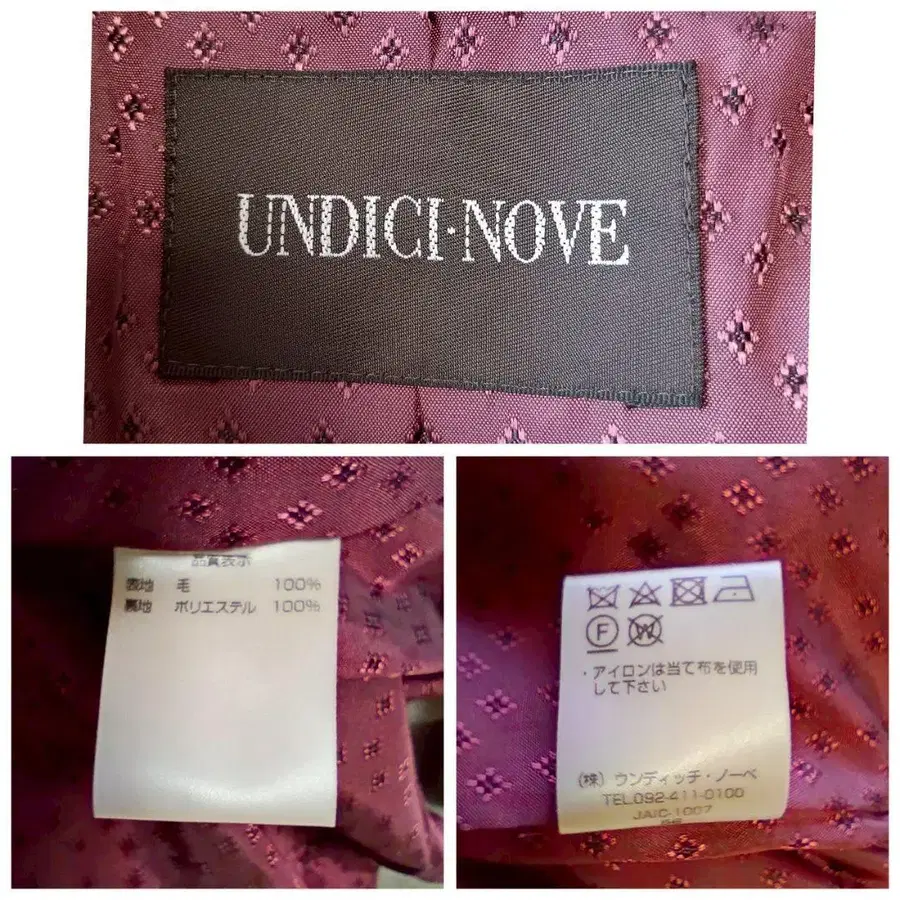 UNDICI·NOVE
品質表示
表地 毛 100%
裏地 ポリエステル 100%
F W
・アイロンは当て布を使用
して下さい
(株)ウンディッチ・ノーベ
TEL.092-411-0100
JAIC-1007